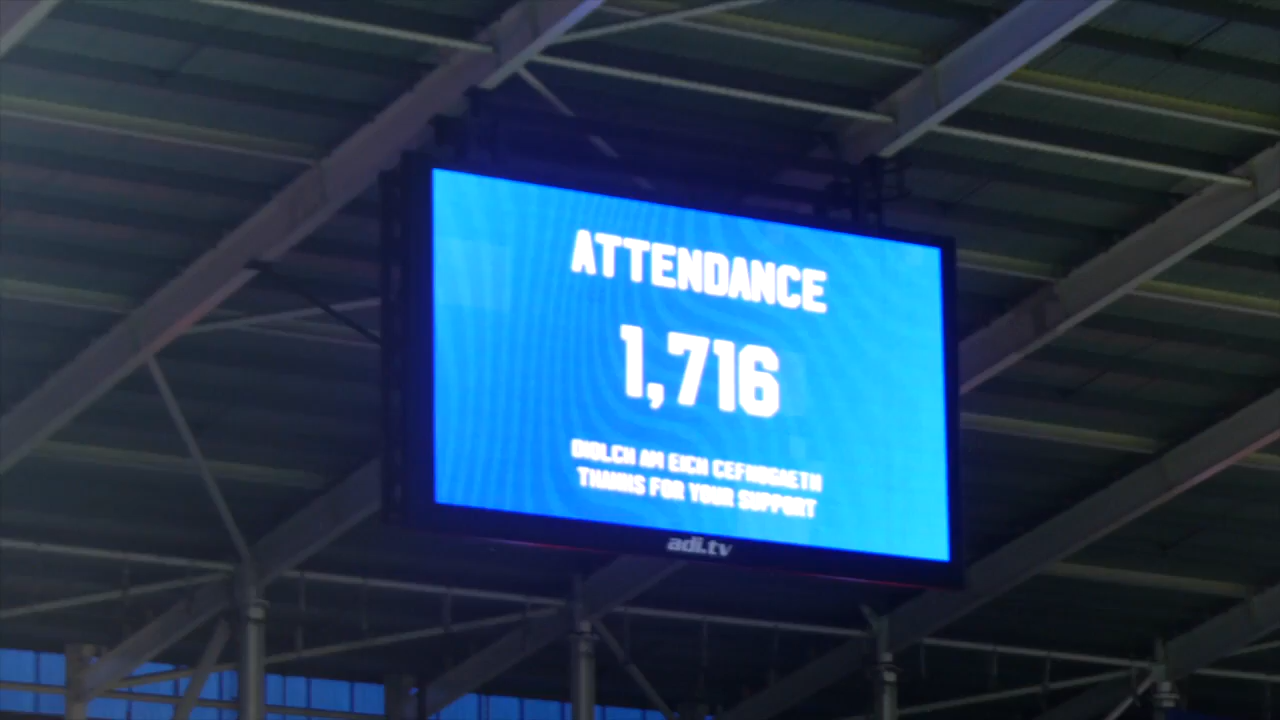 ATTENDANCE
1,716
DIOLCH AM EICH CEFNOGAETH
THANKS FOR YOUR SUPPORT
adi.tv